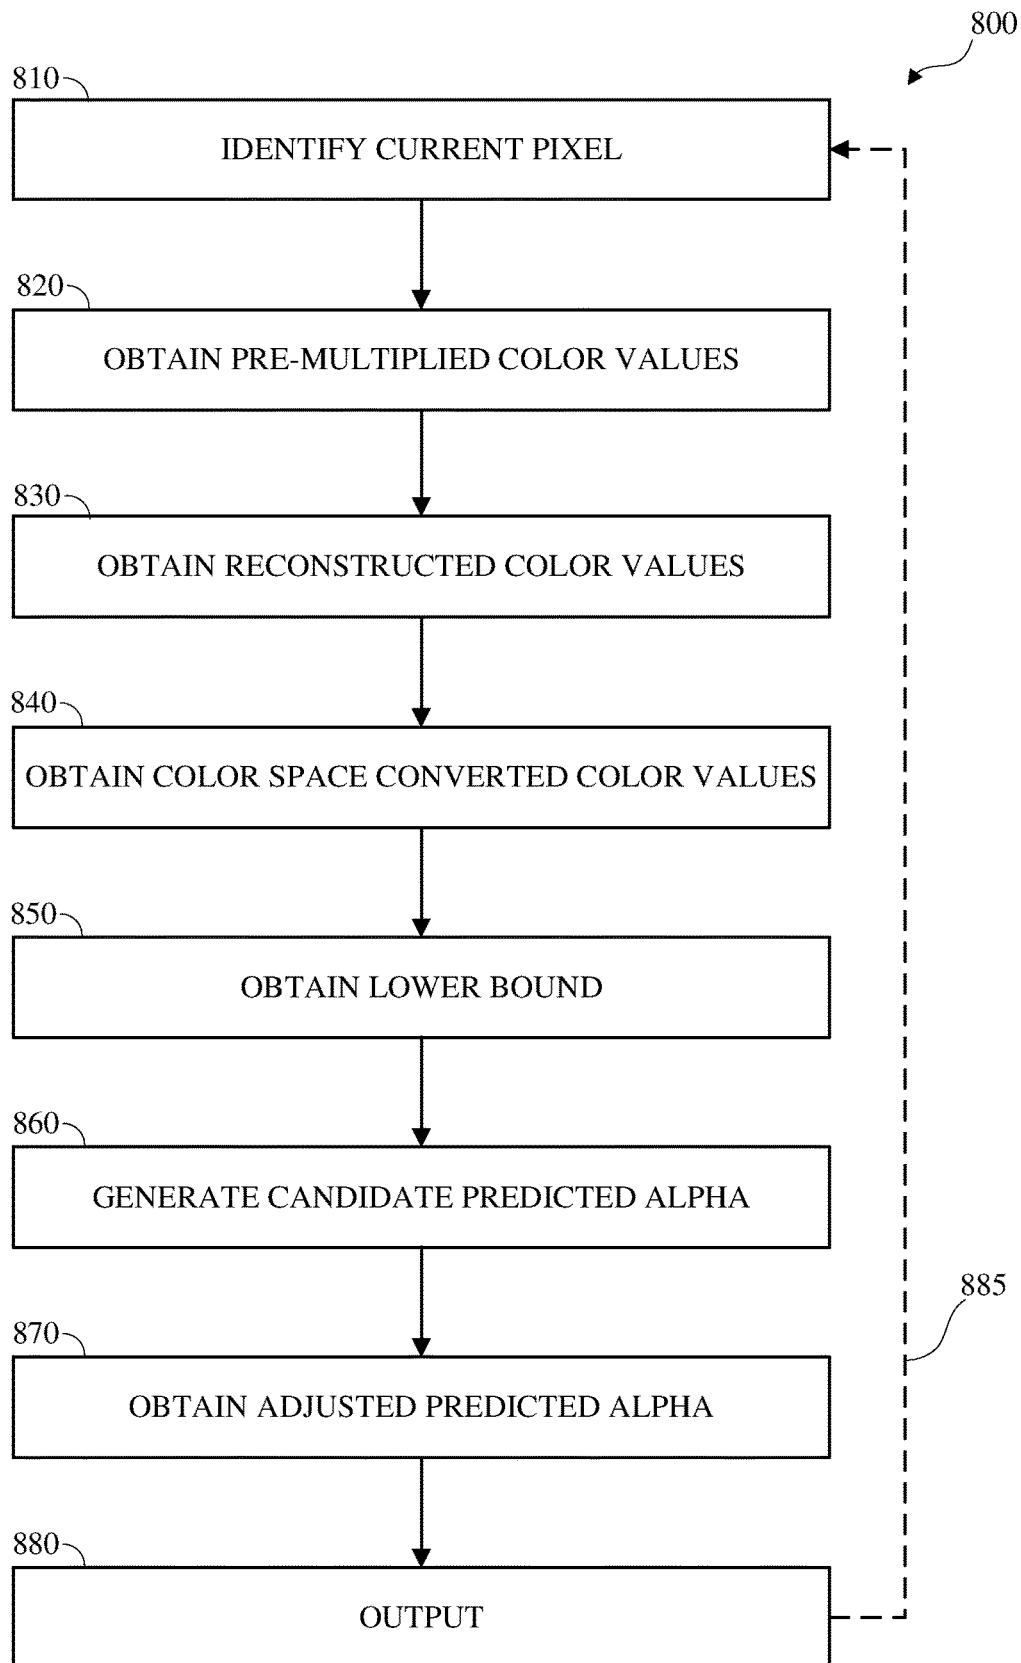 800
810
IDENTIFY CURRENT PIXEL
820
OBTAIN PRE-MULTIPLIED COLOR VALUES
830
OBTAIN RECONSTRUCTED COLOR VALUES
840
OBTAIN COLOR SPACE CONVERTED COLOR VALUES
850
OBTAIN LOWER BOUND
860
GENERATE CANDIDATE PREDICTED ALPHA
885
870
OBTAIN ADJUSTED PREDICTED ALPHA
880
OUTPUT